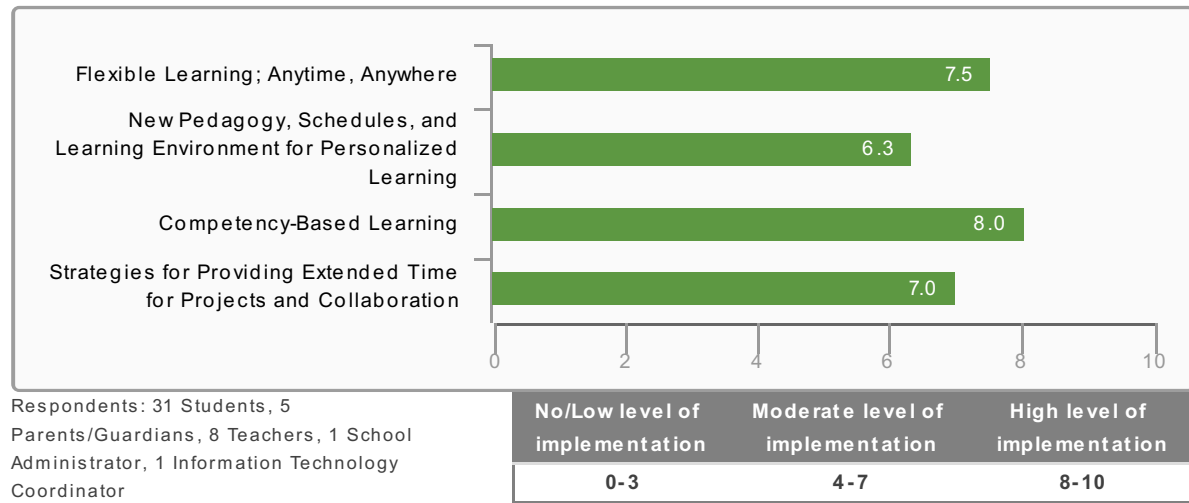 Flexible Learning; Anytime, Anywhere
7.5
New Pedagogy, Schedules, and
Learning Environment for Personalized
Learning
6.3
Competency-Based Learning
8.0
Strategies for Providing Extended Time
for Projects and Collaboration
7.0
0 2 4 6 8 10
Respondents: 31 Students, 5
Parents/Guardians, 8 Teachers, 1 School
Administrator, 1 Information Technology
Coordinator
No/Low level of
implementation
Moderate level of
implementation
High level of
implementation
0-3 4-7 8-10